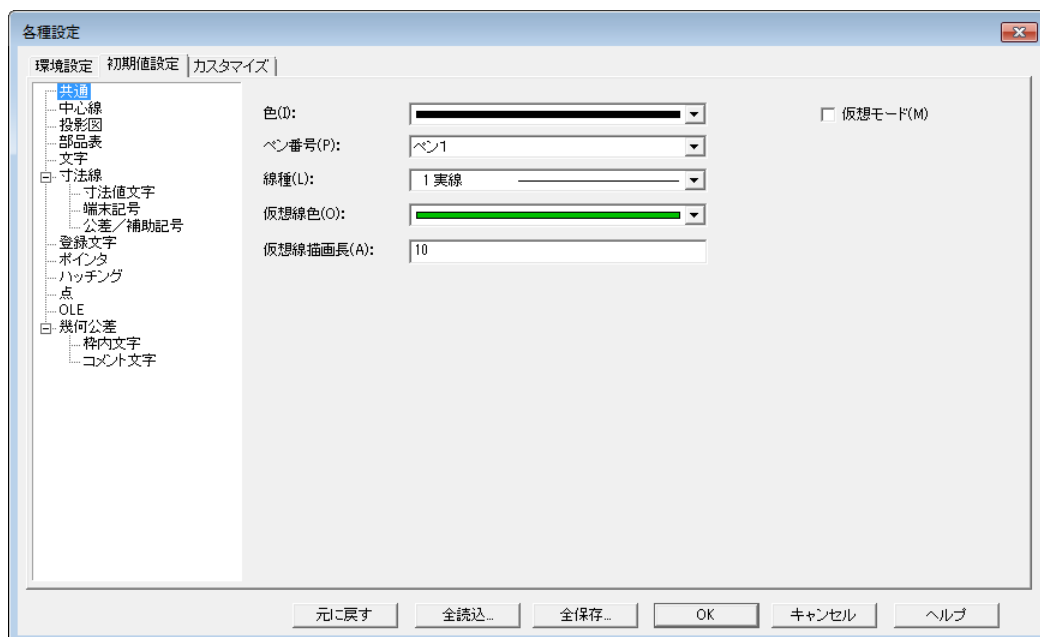 各種設定
環境設定 初期値設定 カスタマイズ
共通
中心線
投影図
部品表
文字
寸法線
寸法値文字
端末記号
公差/補助記号
登録文字
ポインタ
ハッチング
点
OLE
幾何公差
枠内文字
コメント文字
色(I):
仮想モード(M)
ペン番号(P): ペン1
線種(L): 1 実線
仮想線色(O):
仮想線描画長(A): 10
元に戻す 全読込... 全保存... OK キャンセル ヘルプ